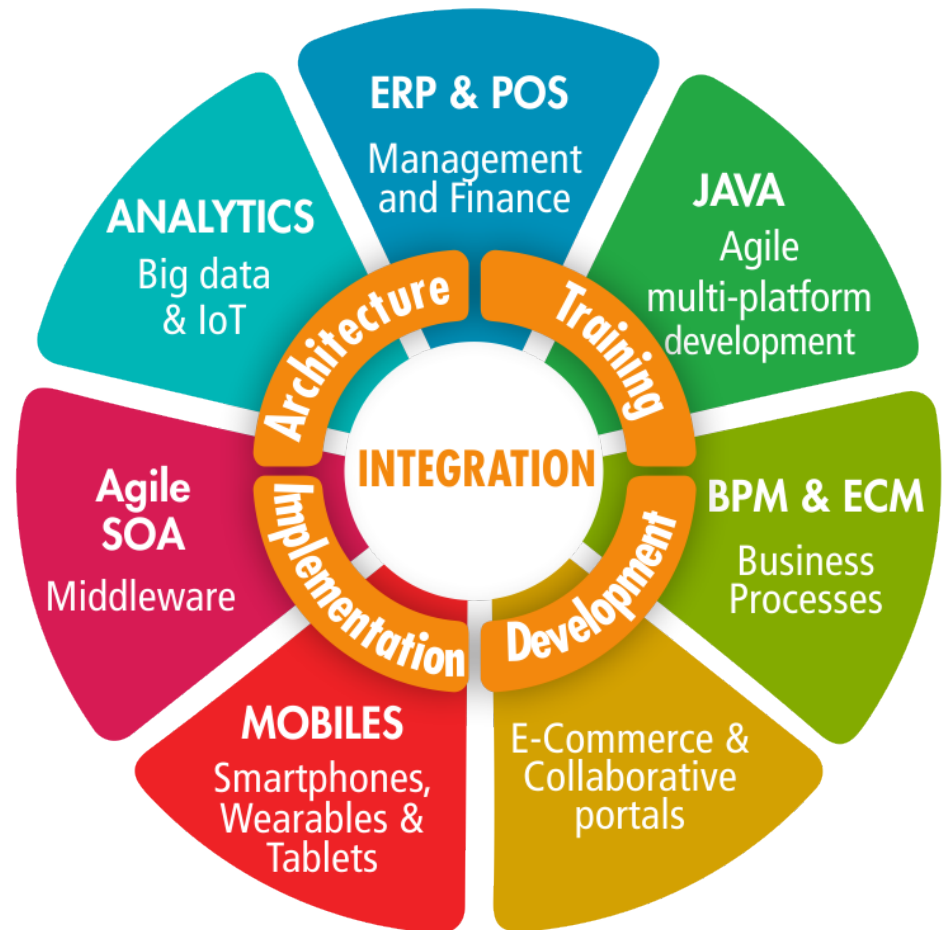 ERP & POS
Management
and Finance
JAVA
Agile
multi-platform
development
BPM & ECM
Business
Processes
E-Commerce &
Collaborative
portals
MOBILES
Smartphones,
Wearables &
Tablets
Agile
SOA
Middleware
ANALYTICS
Big data
& IoT
Architecture
Training
Development
Implementation
INTEGRATION